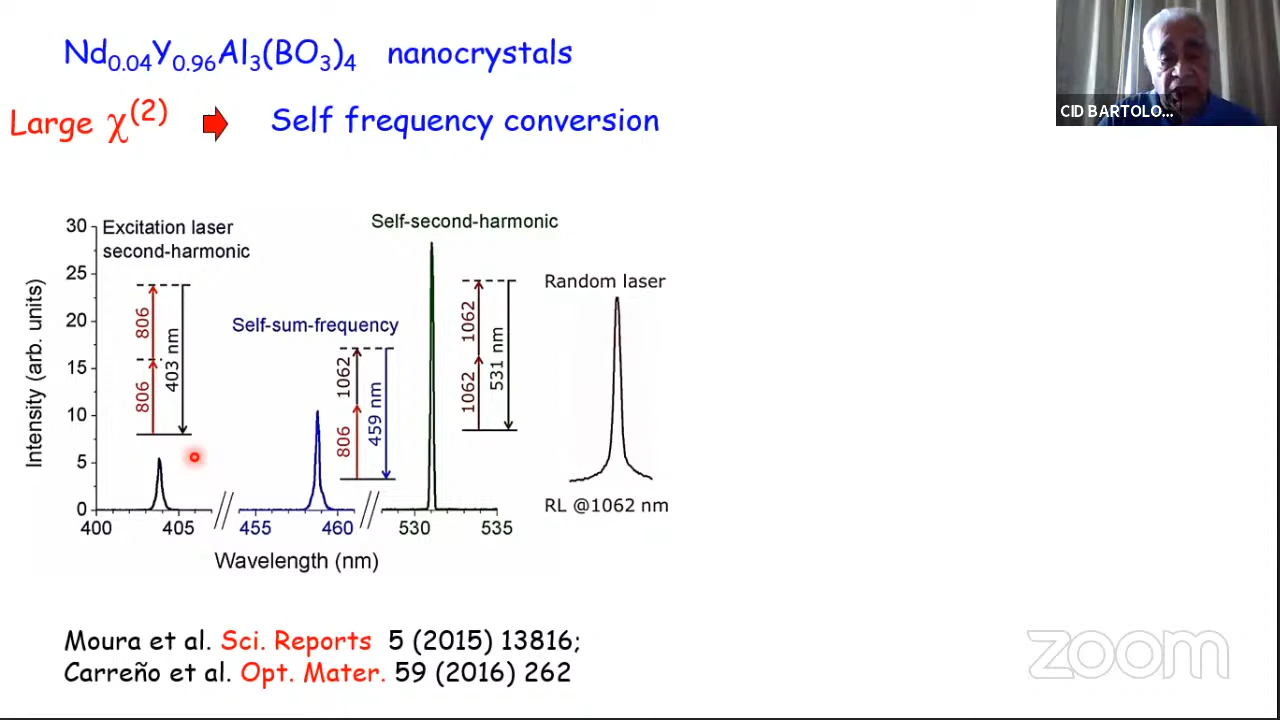 Nd0.04Y0.96Al3(BO3)4 nanocrystals
Large χ(2) Self frequency conversion
CID BARTOLO...
Excitation laser
second-harmonic
Self-sum-frequency
Self-second-harmonic
Random laser
Intensity (arb. units)
30
25
20
15
10
5
0
806
806
403 nm
1062
806
459 nm
1062
1062
531 nm
RL @1062 nm
400 405 455 460 530 535
Wavelength (nm)
Moura et al. Sci. Reports 5 (2015) 13816;
Carreño et al. Opt. Mater. 59 (2016) 262
zoom